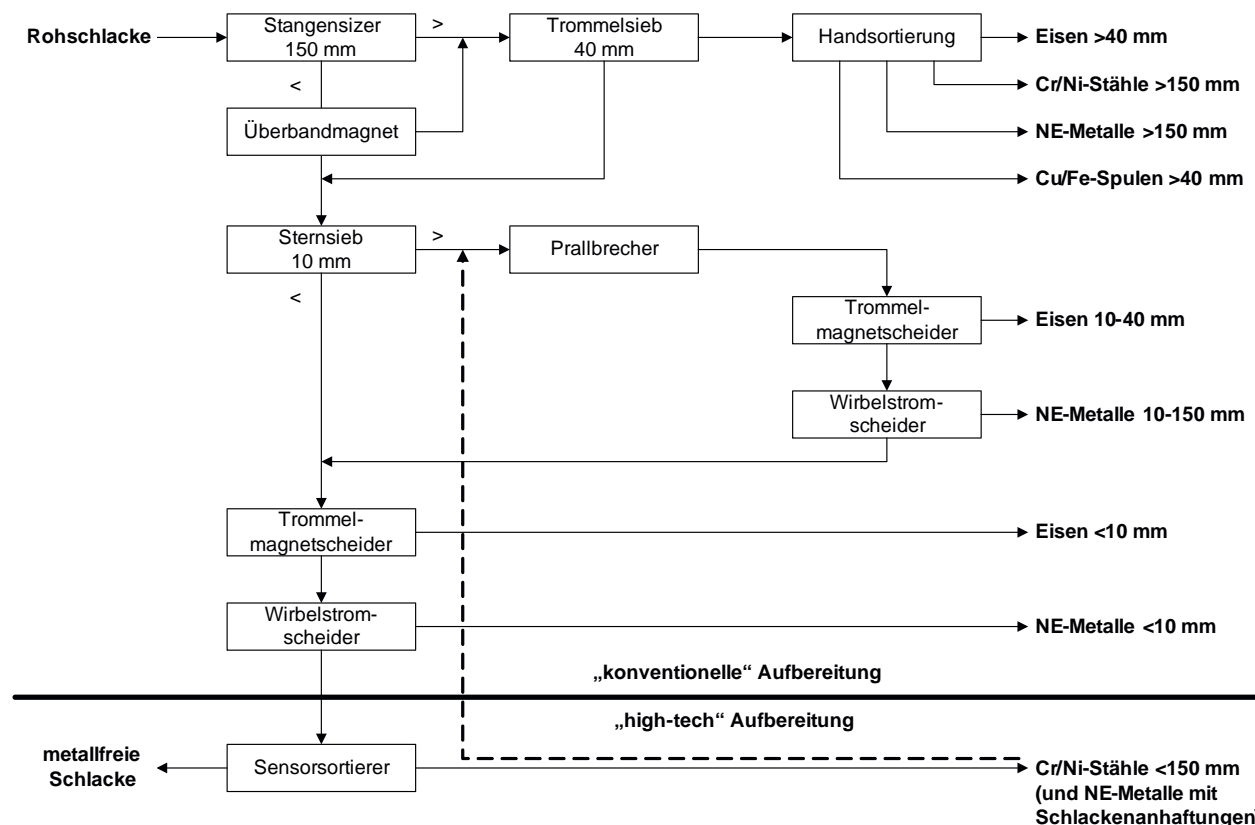 Rohschlacke
Stangensizer
150 mm
>
Trommelsieb
40 mm
Handsortierung
Eisen >40 mm
<
Cr/Ni-Stähle >150 mm
Überbandmagnet
NE-Metalle >150 mm
Cu/Fe-Spulen >40 mm
Sternsieb
10 mm
>
Prallbrecher
<
Trommel-
magnetscheider
Eisen 10-40 mm
Wirbelstrom-
scheider
NE-Metalle 10-150 mm
Trommel-
magnetscheider
Eisen <10 mm
Wirbelstrom-
scheider
NE-Metalle <10 mm
„konventionelle“ Aufbereitung
„high-tech“ Aufbereitung
metallfreie
Schlacke
Sensorsortierer
Cr/Ni-Stähle <150 mm
(und NE-Metalle mit
Schlackenanhaftungen)